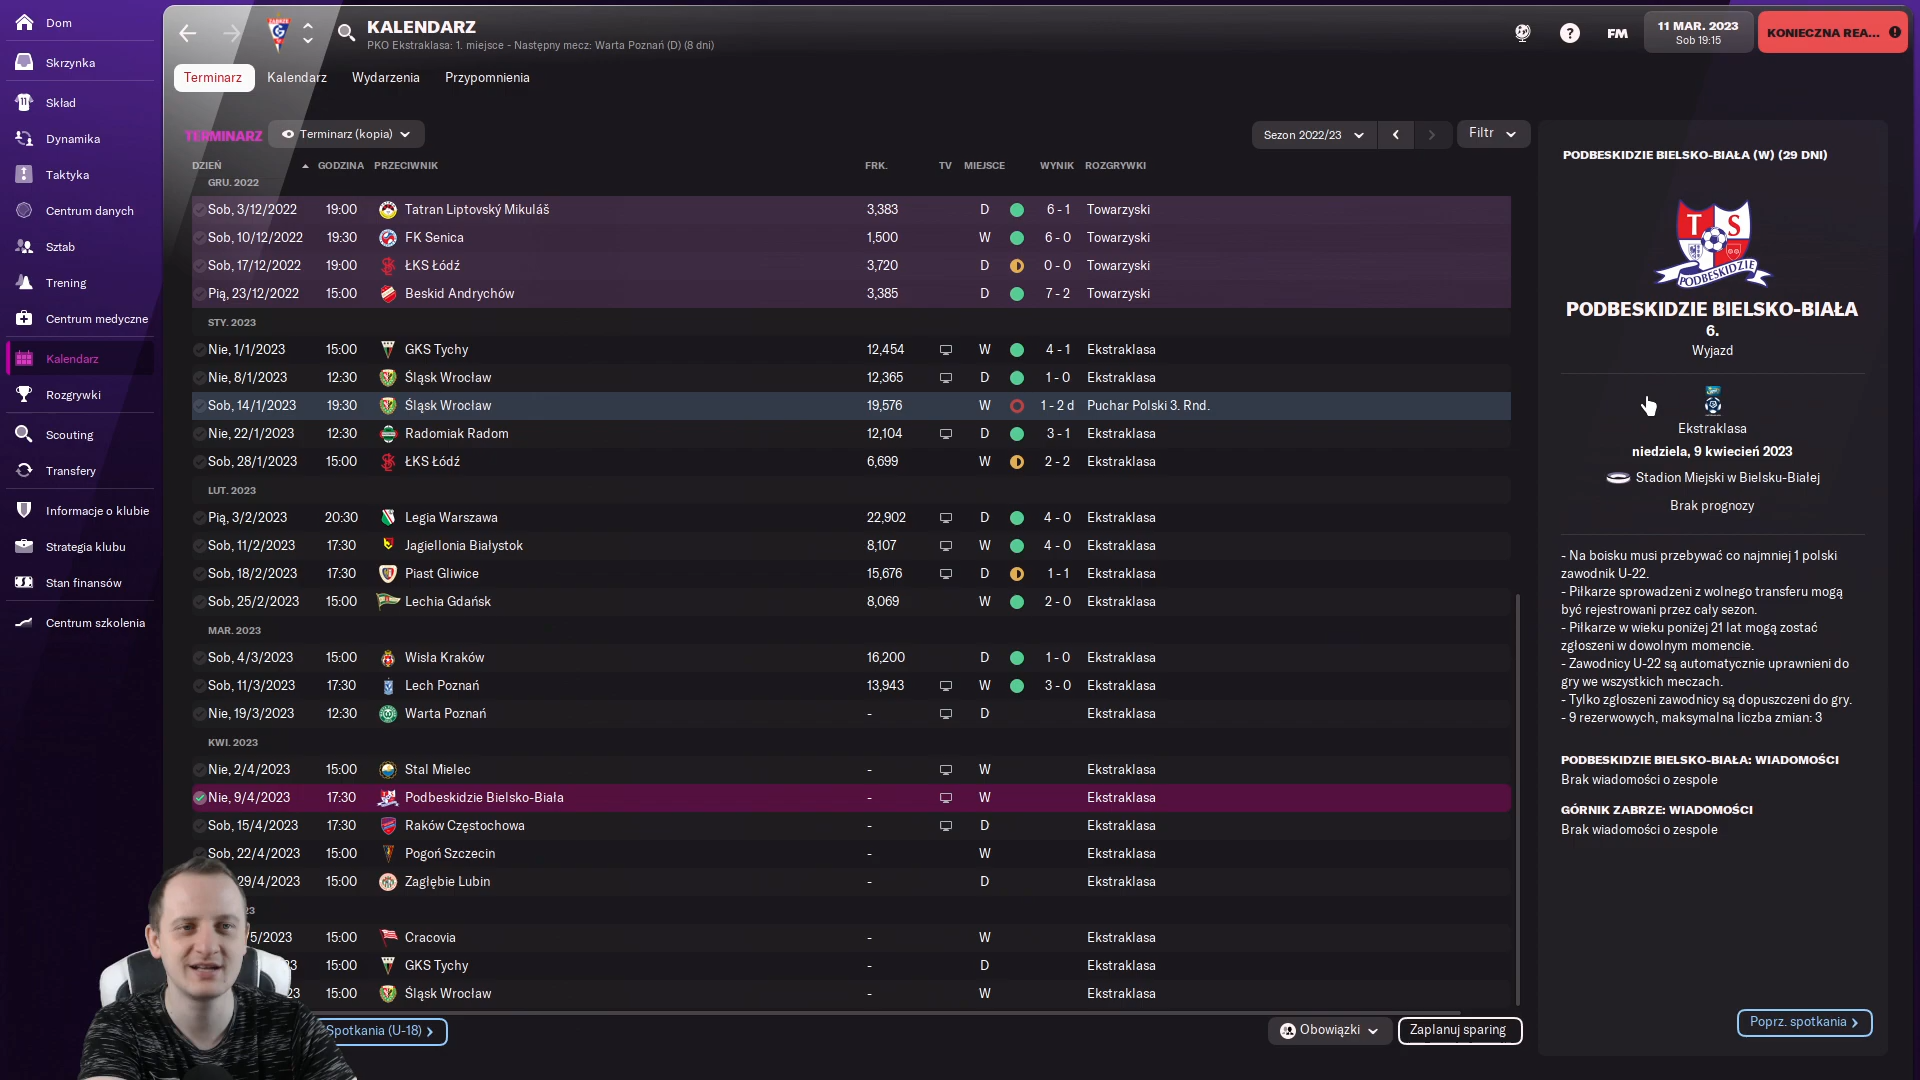 Dom
Skrzynka
Skład
Dynamika
Taktyka
Centrum danych
Sztab
Trening
Centrum medyczne
Kalendarz
Rozgrywki
Scouting
Transfery
Informacje o klubie
Strategia klubu
Stan finansów
Centrum szkolenia
KALENDARZ
PKO Ekstraklasa: 1. miejsce - Następny mecz: Warta Poznań (D) (8 dni)
FM
11 MAR. 2023
Sob 19:15
KONIECZNA REA...
Terminarz Kalendarz Wydarzenia Przypomnienia
TERMINARZ Terminarz (kopia) Sezon 2022/23 Filtr
DZIEŃ GODZINA PRZECIWNIK FRK. TV MIEJSCE WYNIK ROZGRYWKI
GRU. 2022
Sob, 3/12/2022 19:00 Tatran Liptovský Mikuláš 3,383 D 6 - 1 Towarzyski
Sob, 10/12/2022 19:30 FK Senica 1,500 W 6 - 0 Towarzyski
Sob, 17/12/2022 19:00 ŁKS Łódź 3,720 D 0 - 0 Towarzyski
Pią, 23/12/2022 15:00 Beskid Andrychów 3,385 D 7 - 2 Towarzyski
STY. 2023
Nie, 1/1/2023 15:00 GKS Tychy 12,454 W 4 - 1 Ekstraklasa
Nie, 8/1/2023 12:30 Śląsk Wrocław 12,365 D 1 - 0 Ekstraklasa
Sob, 14/1/2023 19:30 Śląsk Wrocław 19,576 W 1 - 2 d Puchar Polski 3. Rnd.
Nie, 22/1/2023 12:30 Radomiak Radom 12,104 D 3 - 1 Ekstraklasa
Sob, 28/1/2023 15:00 ŁKS Łódź 6,699 W 2 - 2 Ekstraklasa
LUT. 2023
Pią, 3/2/2023 20:30 Legia Warszawa 22,902 D 4 - 0 Ekstraklasa
Sob, 11/2/2023 17:30 Jagiellonia Białystok 8,107 W 4 - 0 Ekstraklasa
Sob, 18/2/2023 17:30 Piast Gliwice 15,676 D 1 - 1 Ekstraklasa
Sob, 25/2/2023 15:00 Lechia Gdańsk 8,069 W 2 - 0 Ekstraklasa
MAR. 2023
Sob, 4/3/2023 15:00 Wisła Kraków 16,200 D 1 - 0 Ekstraklasa
Sob, 11/3/2023 17:30 Lech Poznań 13,943 W 3 - 0 Ekstraklasa
Nie, 19/3/2023 12:30 Warta Poznań - D Ekstraklasa
KWI. 2023
Nie, 2/4/2023 15:00 Stal Mielec - W Ekstraklasa
Nie, 9/4/2023 17:30 Podbeskidzie Bielsko-Biała - W Ekstraklasa
Sob, 15/4/2023 17:30 Raków Częstochowa - D Ekstraklasa
Sob, 22/4/2023 15:00 Pogoń Szczecin - W Ekstraklasa
29/4/2023 15:00 Zagłębie Lubin - D Ekstraklasa
23
/5/2023 15:00 Cracovia - W Ekstraklasa
23 15:00 GKS Tychy - D Ekstraklasa
23 15:00 Śląsk Wrocław - W Ekstraklasa
Spotkania (U-18) Obowiązki Zaplanuj sparing
PODBESKIDZIE BIELSKO-BIAŁA (W) (29 DNI)
T S
PODBESKIDZIE
PODBESKIDZIE BIELSKO-BIAŁA
6.
Wyjazd
Ekstraklasa
niedziela, 9 kwiecień 2023
Stadion Miejski w Bielsku-Białej
Brak prognozy
- Na boisku musi przebywać co najmniej 1 polski
zawodnik U-22.
- Piłkarze sprowadzeni z wolnego transferu mogą
być rejestrowani przez cały sezon.
- Piłkarze w wieku poniżej 21 lat mogą zostać
zgłoszeni w dowolnym momencie.
- Zawodnicy U-22 są automatycznie uprawnieni do
gry we wszystkich meczach.
- Tylko zgłoszeni zawodnicy są dopuszczeni do gry.
- 9 rezerwowych, maksymalna liczba zmian: 3
PODBESKIDZIE BIELSKO-BIAŁA: WIADOMOŚCI
Brak wiadomości o zespole
GÓRNIK ZABRZE: WIADOMOŚCI
Brak wiadomości o zespole
Poprz. spotkania